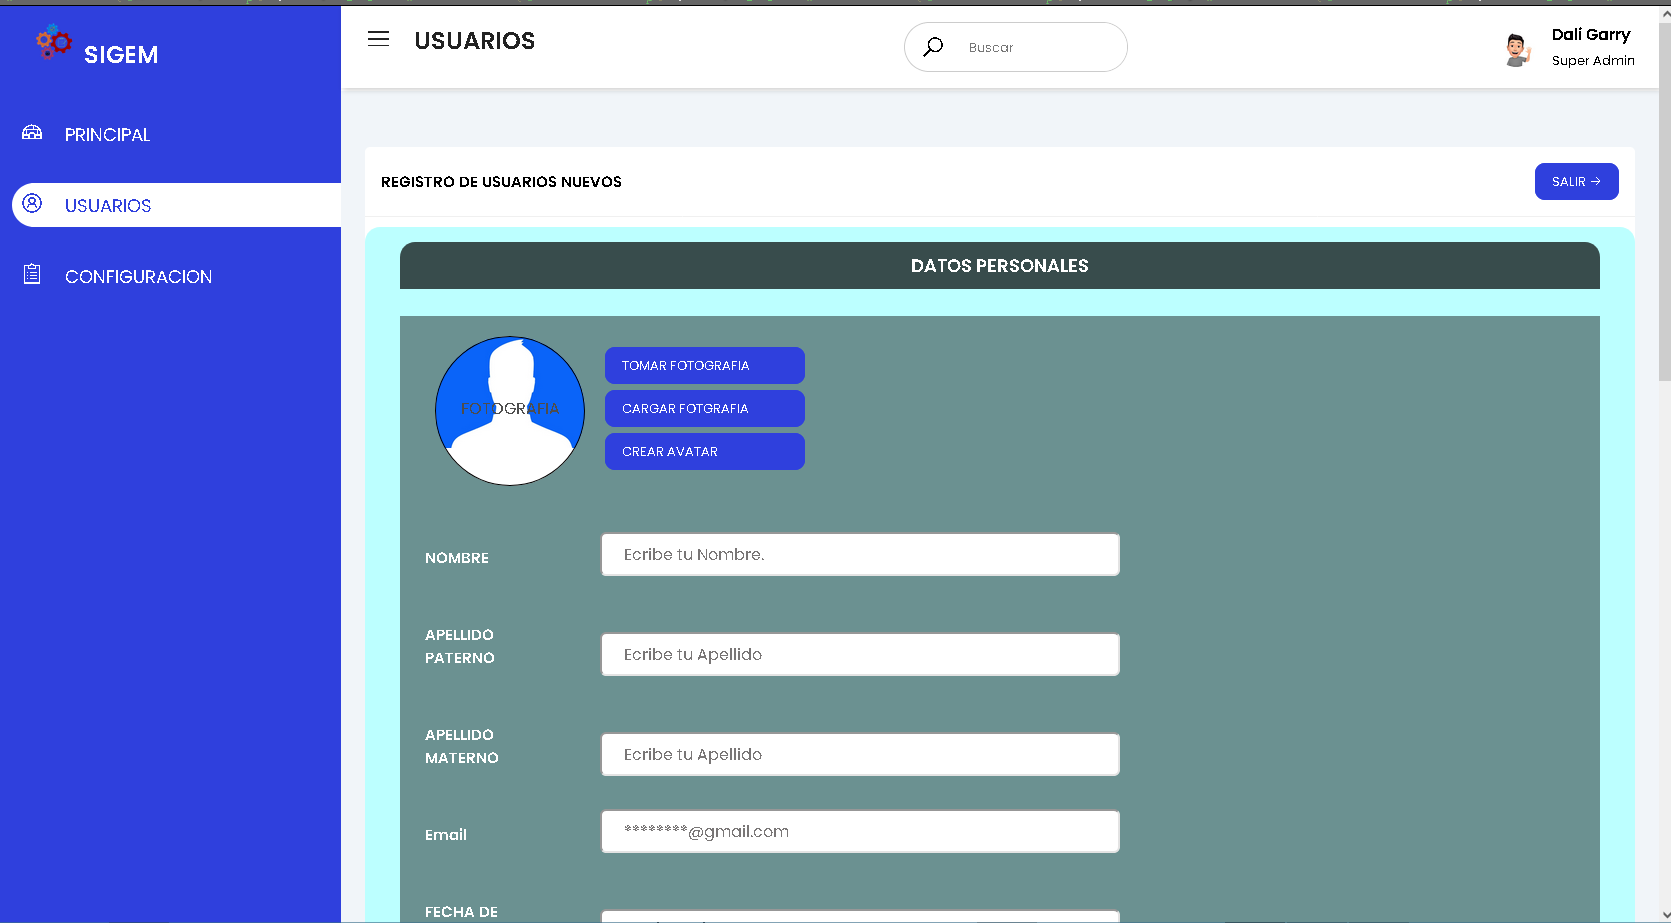 SIGEM
USUARIOS
Buscar
Dalí Garry
Super Admin
PRINCIPAL
USUARIOS
CONFIGURACION
REGISTRO DE USUARIOS NUEVOS
SALIR →
DATOS PERSONALES
FOTOGRAFIA
TOMAR FOTOGRAFIA
CARGAR FOTGRAFIA
CREAR AVATAR
NOMBRE
Ecribe tu Nombre.
APELLIDO
PATERNO
Ecribe tu Apellido
APELLIDO
MATERNO
Ecribe tu Apellido
Email
********@gmail.com
FECHA DE